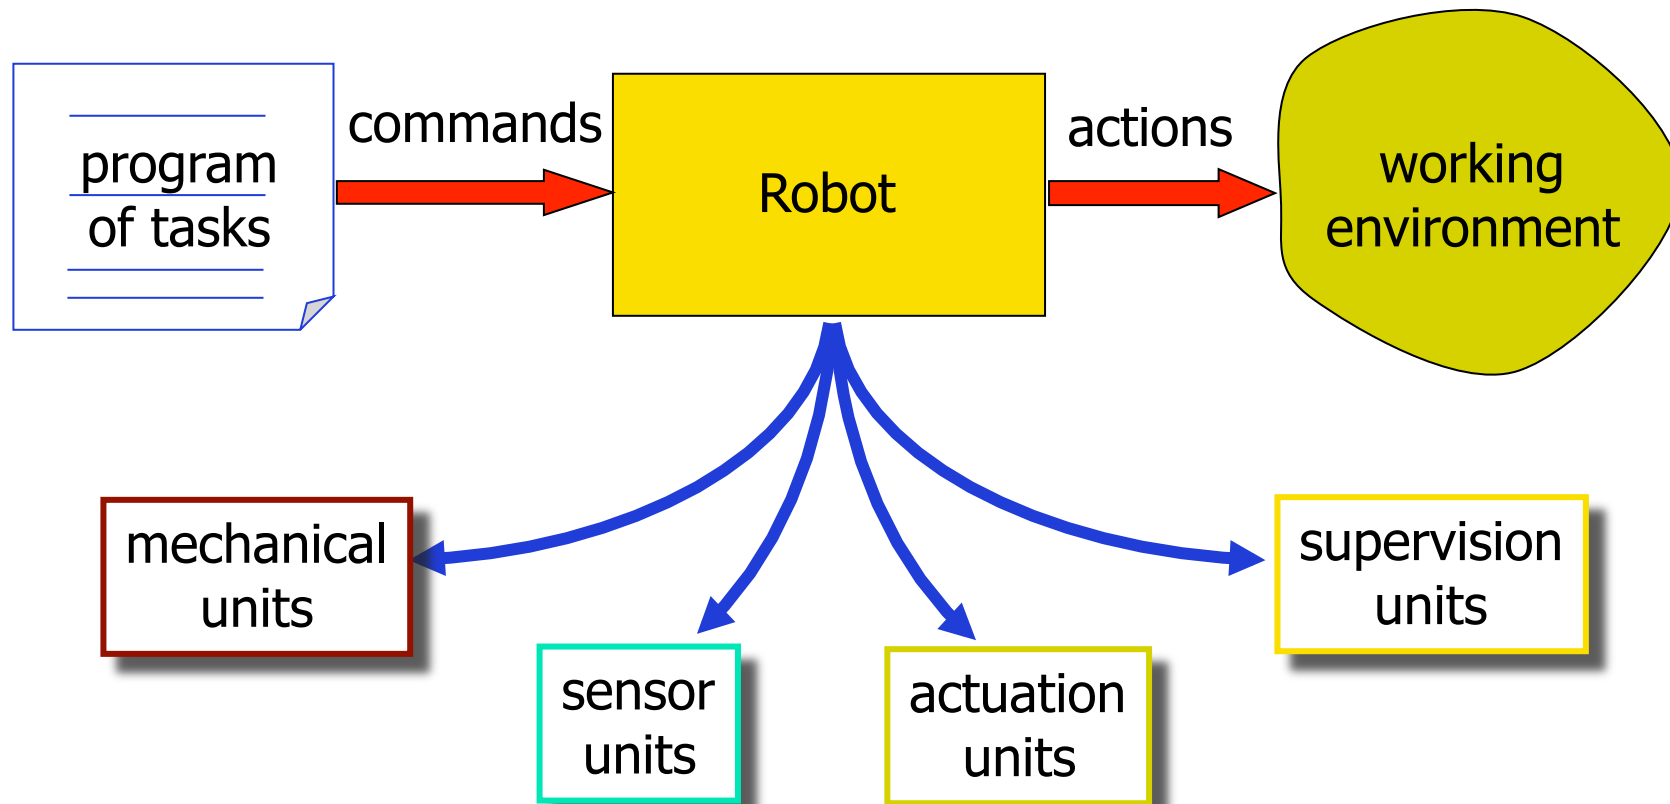 program
of tasks
commands
Robot
actions
working
environment
mechanical
units
sensor
units
actuation
units
supervision
units